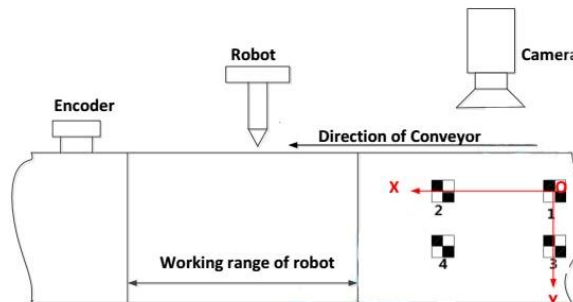 Robot
Camera
Encoder
Direction of Conveyor
X
O
2
1
4
3
Working range of robot
Y